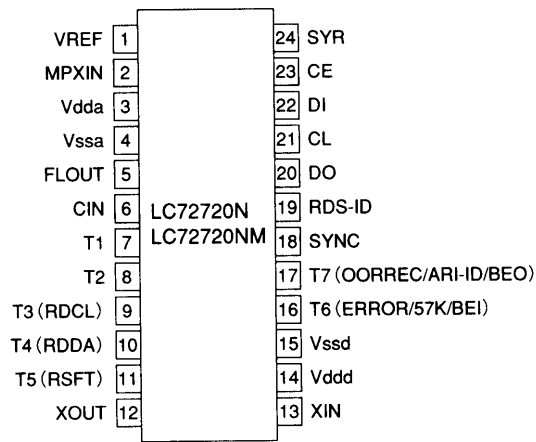 VREF 1
MPXIN 2
Vdda 3
Vssa 4
FLOUT 5
CIN 6
T1 7
T2 8
T3(RDCL) 9
T4(RDDA) 10
T5(RSFT) 11
XOUT 12
LC72720N
LC72720NM
24 SYR
23 CE
22 DI
21 CL
20 DO
19 RDS-ID
18 SYNC
17 T7(OORREC/ARI-ID/BEO)
16 T6(ERROR/57K/BEI)
15 Vssd
14 Vddd
13 XIN